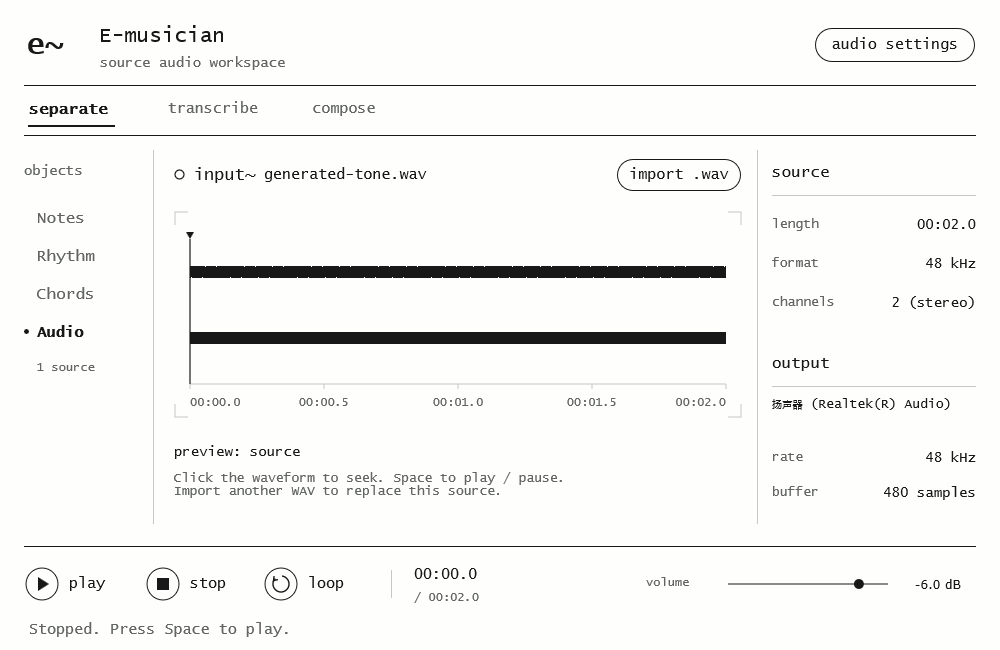 e~
E-musician
source audio workspace
audio settings
separate
transcribe
compose
objects
Notes
Rhythm
Chords
• Audio
1 source
input~ generated-tone.wav
import .wav
00:00.0
00:00.5
00:01.0
00:01.5
00:02.0
preview: source
Click the waveform to seek. Space to play / pause.
Import another WAV to replace this source.
source
length 00:02.0
format 48 kHz
channels 2 (stereo)
output
扬声器 (Realtek(R) Audio)
rate 48 kHz
buffer 480 samples
play
stop
loop
00:00.0
/ 00:02.0
volume
-6.0 dB
Stopped. Press Space to play.